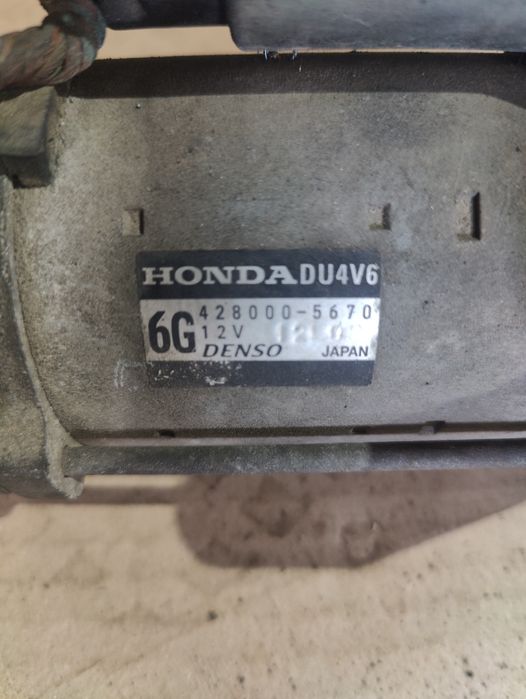 HONDA DU4V6
6G 428000-5670
12V
DENSO JAPAN